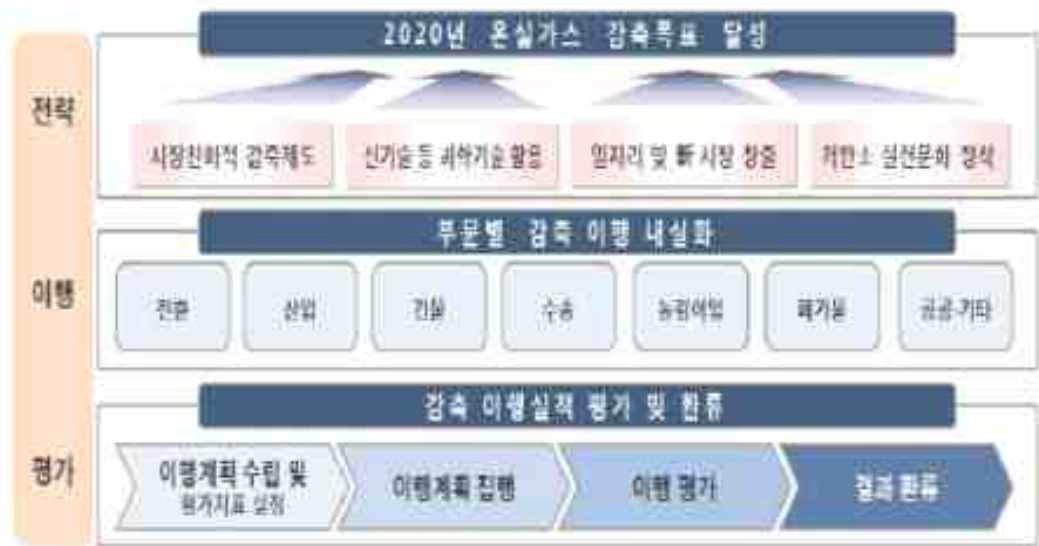 2020년 온실가스 감축목표 달성
전략
시장친화적 감축제도
신기술 등 과학기술 활용
일자리 및 新 시장 창출
저탄소 실천문화 정착
부문별 감축 이행 내실화
이행
전환
산업
건물
수송
농림어업
폐기물
공공·기타
감축 이행실적 평가 및 환류
평가
이행계획 수립 및
평가지표 설정
이행계획 집행
이행 평가
결과 환류